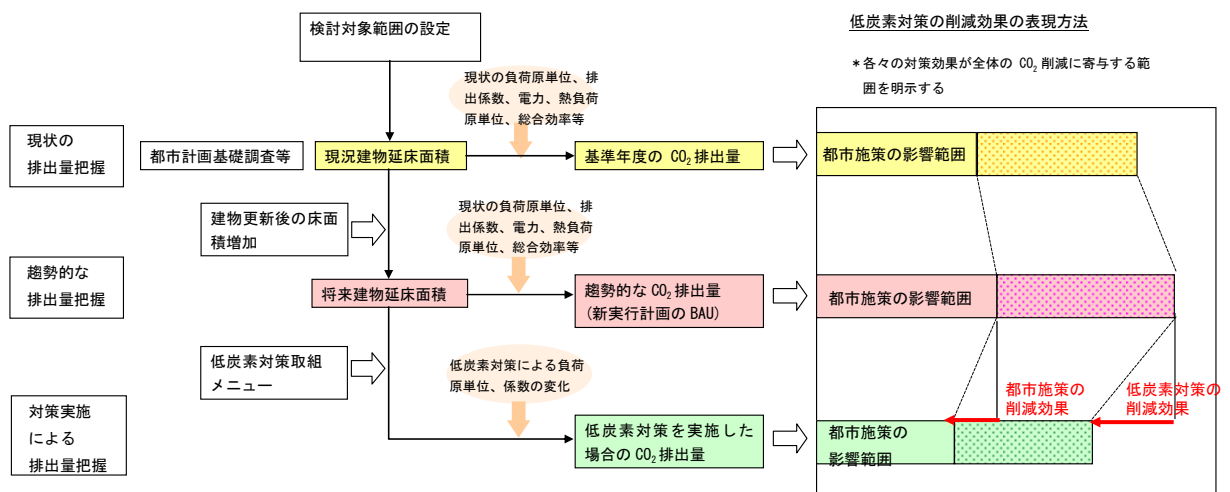 検討対象範囲の設定
低炭素対策の削減効果の表現方法
＊各々の対策効果が全体の CO₂ 削減に寄与する範
囲を明示する
現状の負荷原単位、排
出係数、電力、熱負荷
原単位、総合効率等
現状の
排出量把握
都市計画基礎調査等
現況建物延床面積
基準年度の CO₂ 排出量
都市施策の影響範囲
建物更新後の床面
積増加
現状の負荷原単位、排
出係数、電力、熱負荷
原単位、総合効率等
趨勢的な
排出量把握
将来建物延床面積
趨勢的な CO₂ 排出量
(新実行計画の BAU)
都市施策の影響範囲
低炭素対策取組
メニュー
低炭素対策による負荷
原単位、係数の変化
都市施策の
削減効果
低炭素対策の
削減効果
対策実施
による
排出量把握
低炭素対策を実施した
場合の CO₂ 排出量
都市施策の
影響範囲